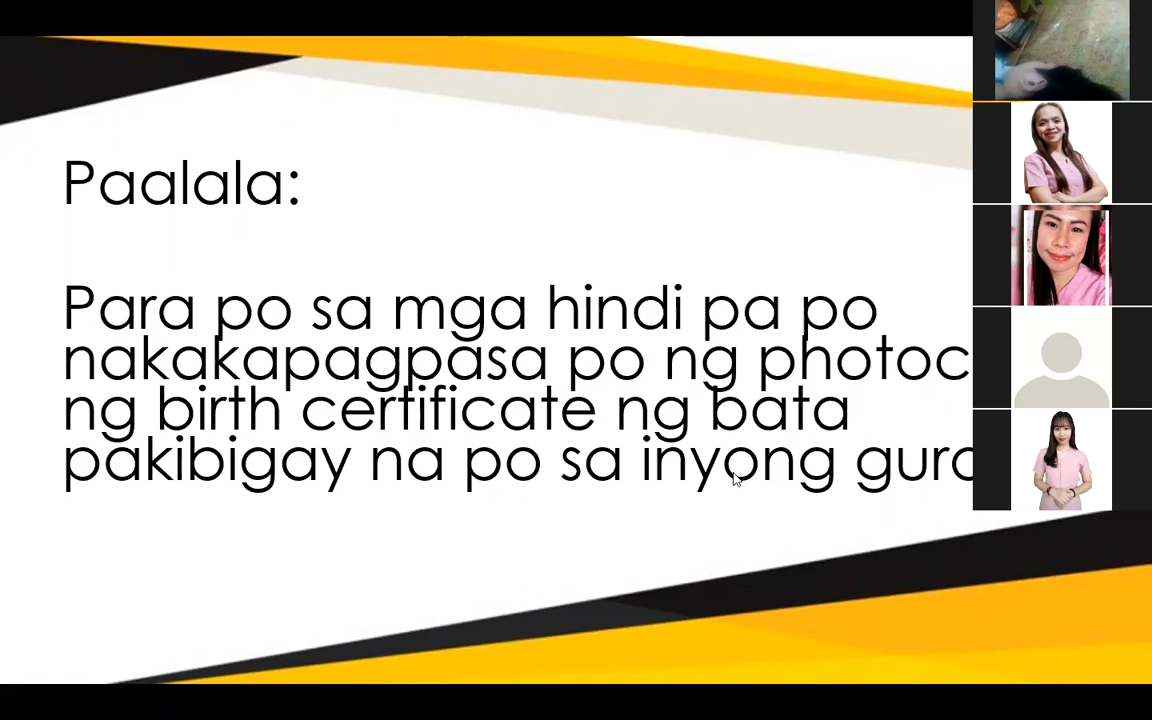 Paalala:
Para po sa mga hindi pa po
nakakapagpasa po ng
ng birth certificate ng bata
pakibigay na po sa inyong